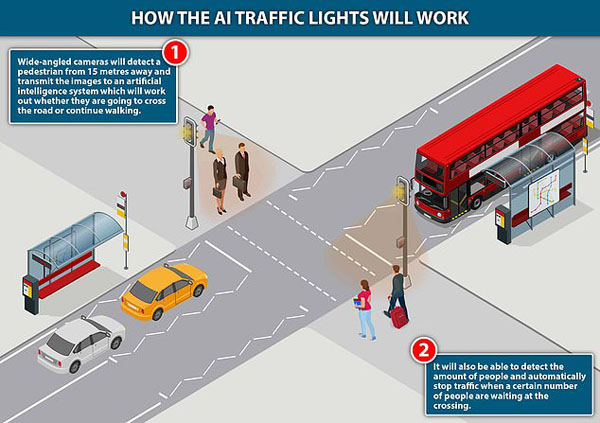 HOW THE AI TRAFFIC LIGHTS WILL WORK
1
Wide-angled cameras will detect a
pedestrian from 15 metres away and
transmit the images to an artificial
intelligence system which will work
out whether they are going to cross
the road or continue walking.
2
It will also be able to detect the
amount of people and automatically
stop traffic when a certain number
of people are waiting at the
crossing.